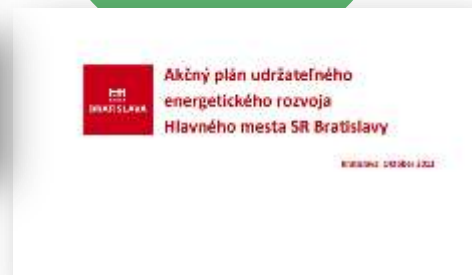 BRATISLAVA
Akčný plán udržateľného
energetického rozvoja
Hlavného mesta SR Bratislavy